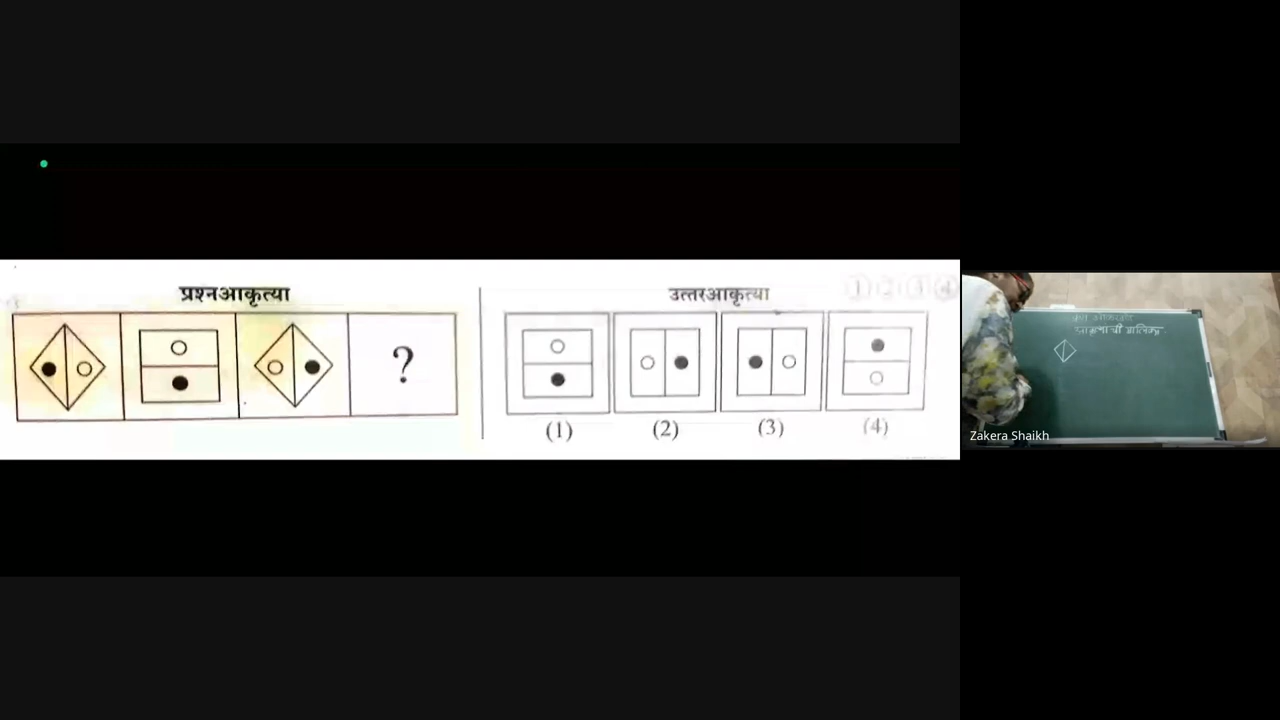 प्रश्नआकृत्या
उत्तरआकृत्या
?
(1) (2) (3) (4)
Zakera Shaikh